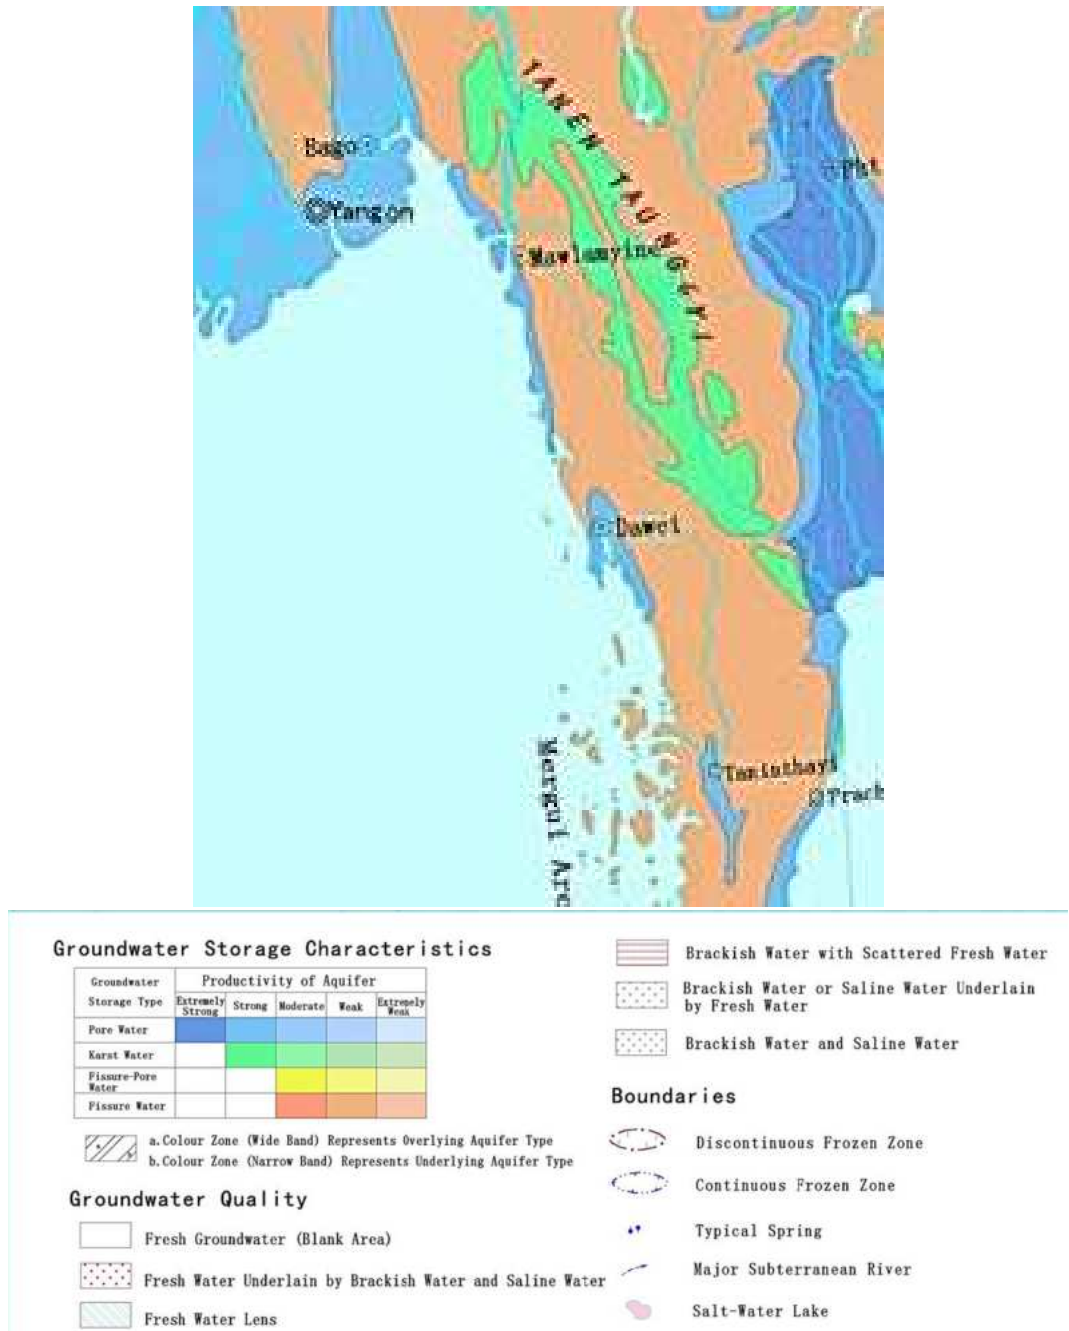 TANEN TAUNGGYI
Bago
Yangon
Mawlamyine
Dawei
Tanintharyi
Prach
Mergui Arc
Groundwater Storage Characteristics
Groundwater Storage Type
Productivity of Aquifer
Extremely Strong
Strong
Moderate
Weak
Extremely Weak
Pore Water
Karst Water
Fissure-Pore Water
Fissure Water
a.Colour Zone (Wide Band) Represents Overlying Aquifer Type
b.Colour Zone (Narrow Band) Represents Underlying Aquifer Type
Groundwater Quality
Fresh Groundwater (Blank Area)
Fresh Water Underlain by Brackish Water and Saline Water
Fresh Water Lens
Brackish Water with Scattered Fresh Water
Brackish Water or Saline Water Underlain
by Fresh Water
Brackish Water and Saline Water
Boundaries
Discontinuous Frozen Zone
Continuous Frozen Zone
Typical Spring
Major Subterranean River
Salt-Water Lake